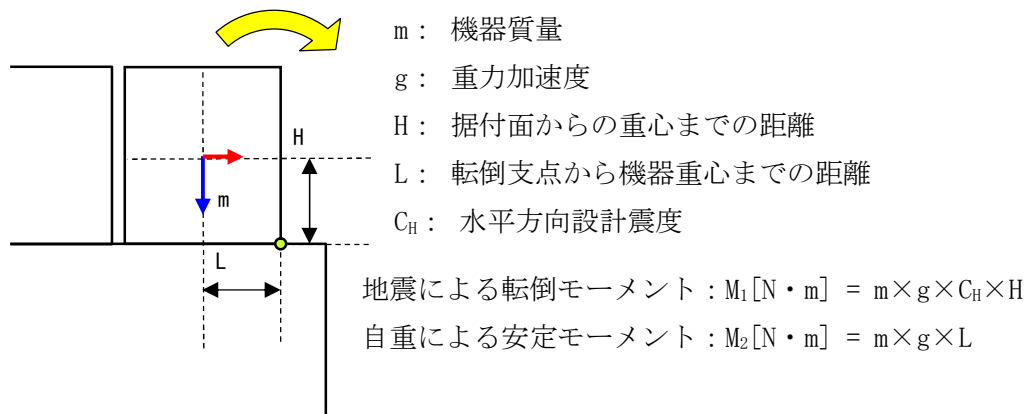 m： 機器質量
g： 重力加速度
H： 据付面からの重心までの距離
L： 転倒支点から機器重心までの距離
C_H： 水平方向設計震度
H
m
L
地震による転倒モーメント：M₁[N・m] = m×g×C_H×H
自重による安定モーメント：M₂[N・m] = m×g×L